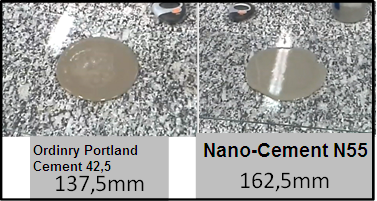 Ordinry Portland
Cement 42,5
137,5mm
Nano-Cement N55
162,5mm